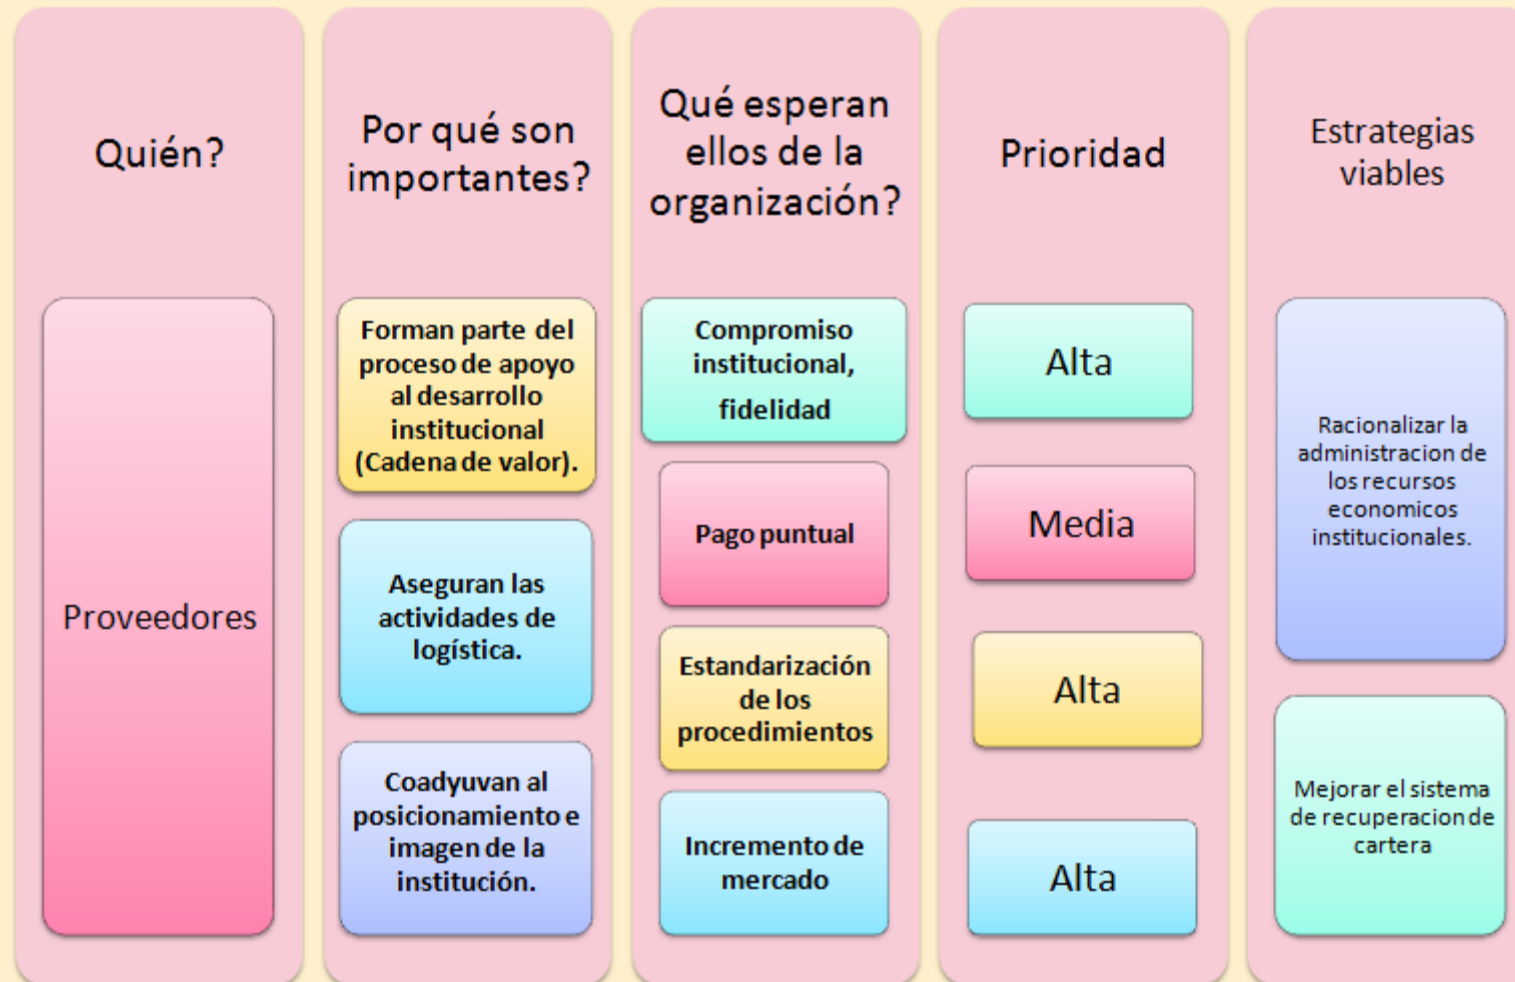 Quién?
Por qué son
importantes?
Qué esperan
ellos de la
organización?
Prioridad
Estrategias
viables
Proveedores
Forman parte del
proceso de apoyo
al desarrollo
institucional
(Cadena de valor).
Aseguran las
actividades de
logística.
Coadyuvan al
posicionamiento e
imagen de la
institución.
Compromiso
institucional,
fidelidad
Pago puntual
Estandarización
de los
procedimientos
Incremento de
mercado
Alta
Media
Alta
Alta
Racionalizar la
administracion de
los recursos
economicos
institucionales.
Mejorar el sistema
de recuperacion de
cartera